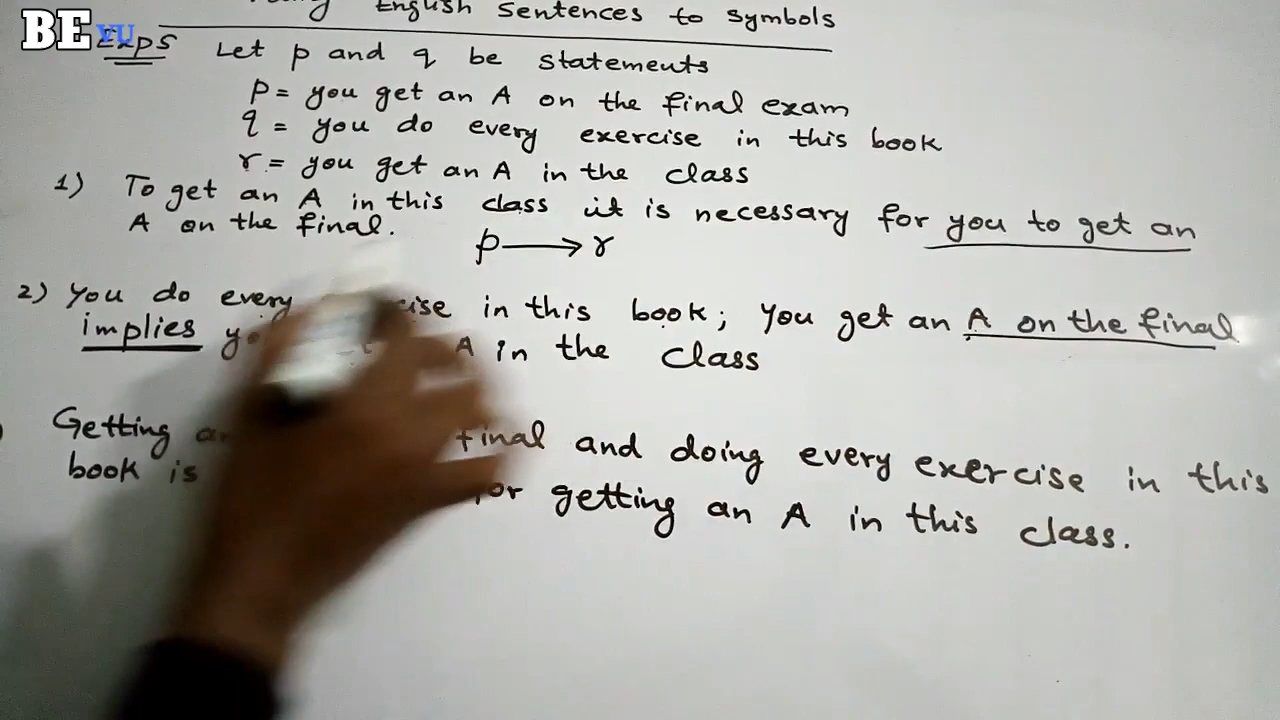 English Sentences to Symbols
BE VU
Exps Let p and q be statements
p = you get an A on the final exam
q = you do every exercise in this book
r = you get an A in the class
1) To get an A in this class it is necessary for you to get an
A on the final.
p → r
2) You do every in this book; You get an A on the final
implies A in the class
Getting final and doing every exercise in this
book is for getting an A in this class.